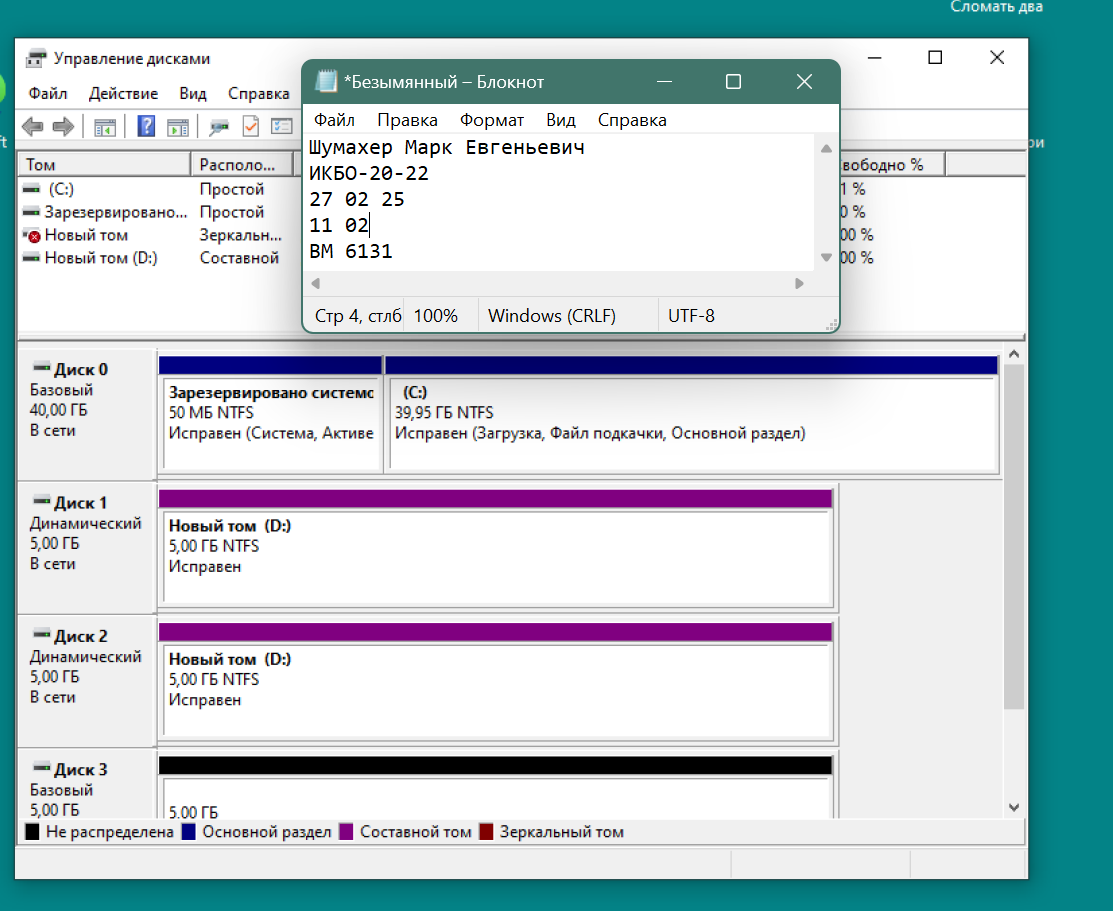 Сломать два
Управление дисками
Файл Действие Вид Справка
*Безымянный – Блокнот
Файл Правка Формат Вид Справка
Шумахер Марк Евгеньевич
ИКБО-20-22
27 02 25
11 02
ВМ 6131
Стр 4, стлб 100% Windows (CRLF) UTF-8
Том Располо... вободно %
(C:) Простой 1 %
Зарезервировано... Простой 0 %
Новый том Зеркальн... 00 %
Новый том (D:) Составной 00 %
Диск 0
Базовый
40,00 ГБ
В сети
Зарезервировано системо
50 МБ NTFS
Исправен (Система, Активе
(C:)
39,95 ГБ NTFS
Исправен (Загрузка, Файл подкачки, Основной раздел)
Диск 1
Динамический
5,00 ГБ
В сети
Новый том (D:)
5,00 ГБ NTFS
Исправен
Диск 2
Динамический
5,00 ГБ
В сети
Новый том (D:)
5,00 ГБ NTFS
Исправен
Диск 3
Базовый
5,00 ГБ
5,00 ГБ
Не распределена Основной раздел Составной том Зеркальный том